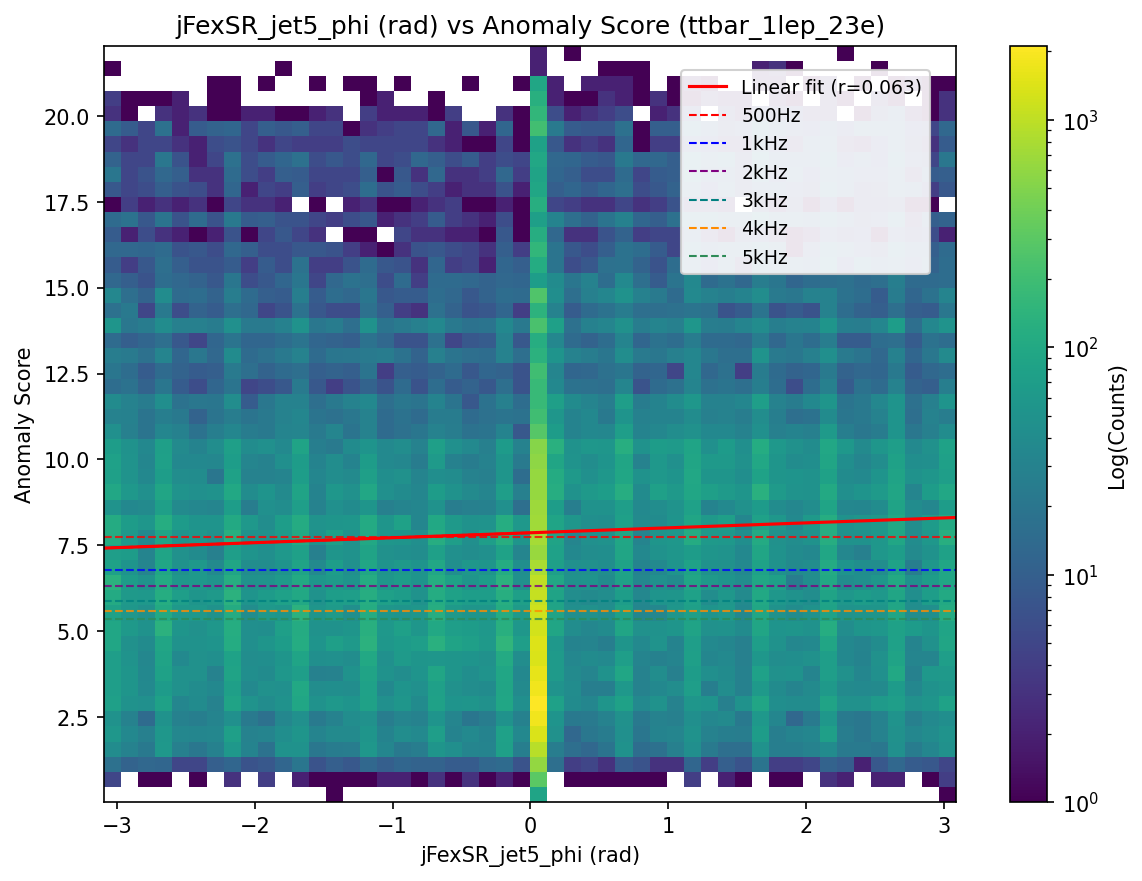 jFexSR_jet5_phi (rad) vs Anomaly Score (ttbar_1lep_23e)
Linear fit (r=0.063)
500Hz
1kHz
2kHz
3kHz
4kHz
5kHz
Anomaly Score
20.0
17.5
15.0
12.5
10.0
7.5
5.0
2.5
−3
−2
−1
0
1
2
3
jFexSR_jet5_phi (rad)
10³
10²
10¹
10⁰
Log(Counts)